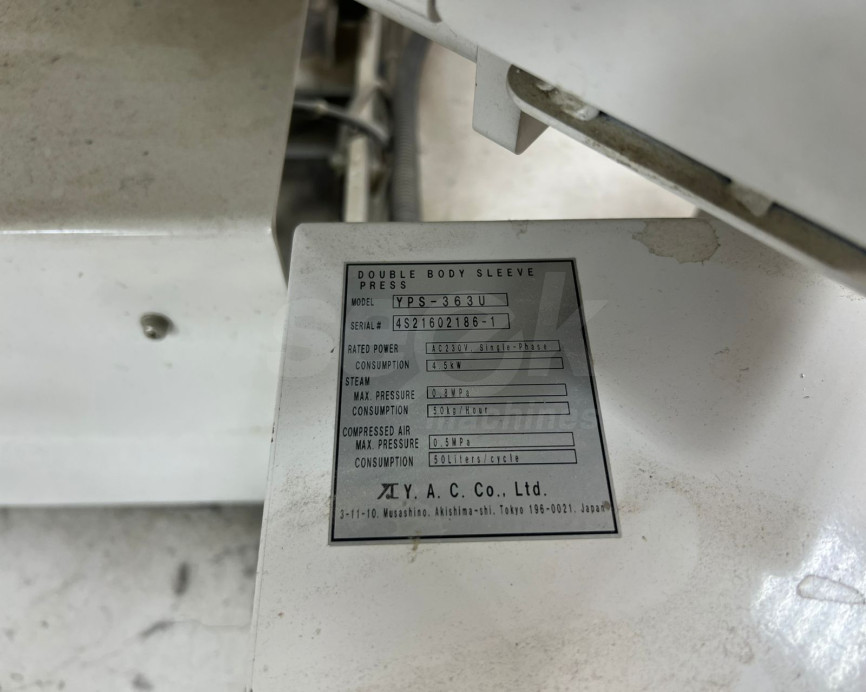 DOUBLE BODY SLEEVE
PRESS
MODEL YPS-363U
SERIAL# 4S21602186-1
RATED POWER AC230V, Single-Phase
CONSUMPTION 4.5kW
STEAM
MAX. PRESSURE 0.8MPa
CONSUMPTION 50kg/Hour
COMPRESSED AIR
MAX. PRESSURE 0.5MPa
CONSUMPTION 50Liters/cycle
Y. A. C. Co., Ltd.
3-11-10, Musashino, Akishima-shi, Tokyo 196-0021, Japan
machines